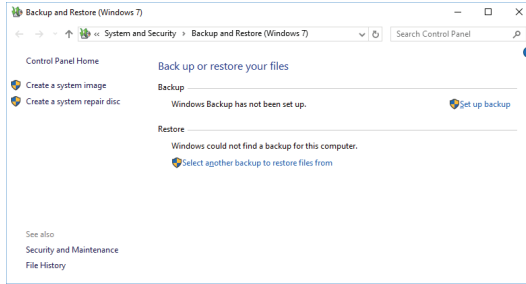 Backup and Restore (Windows 7)
« System and Security › Backup and Restore (Windows 7)
Search Control Panel
Control Panel Home
Create a system image
Create a system repair disc
Back up or restore your files
Backup
Windows Backup has not been set up.
Set up backup
Restore
Windows could not find a backup for this computer.
Select another backup to restore files from
See also
Security and Maintenance
File History